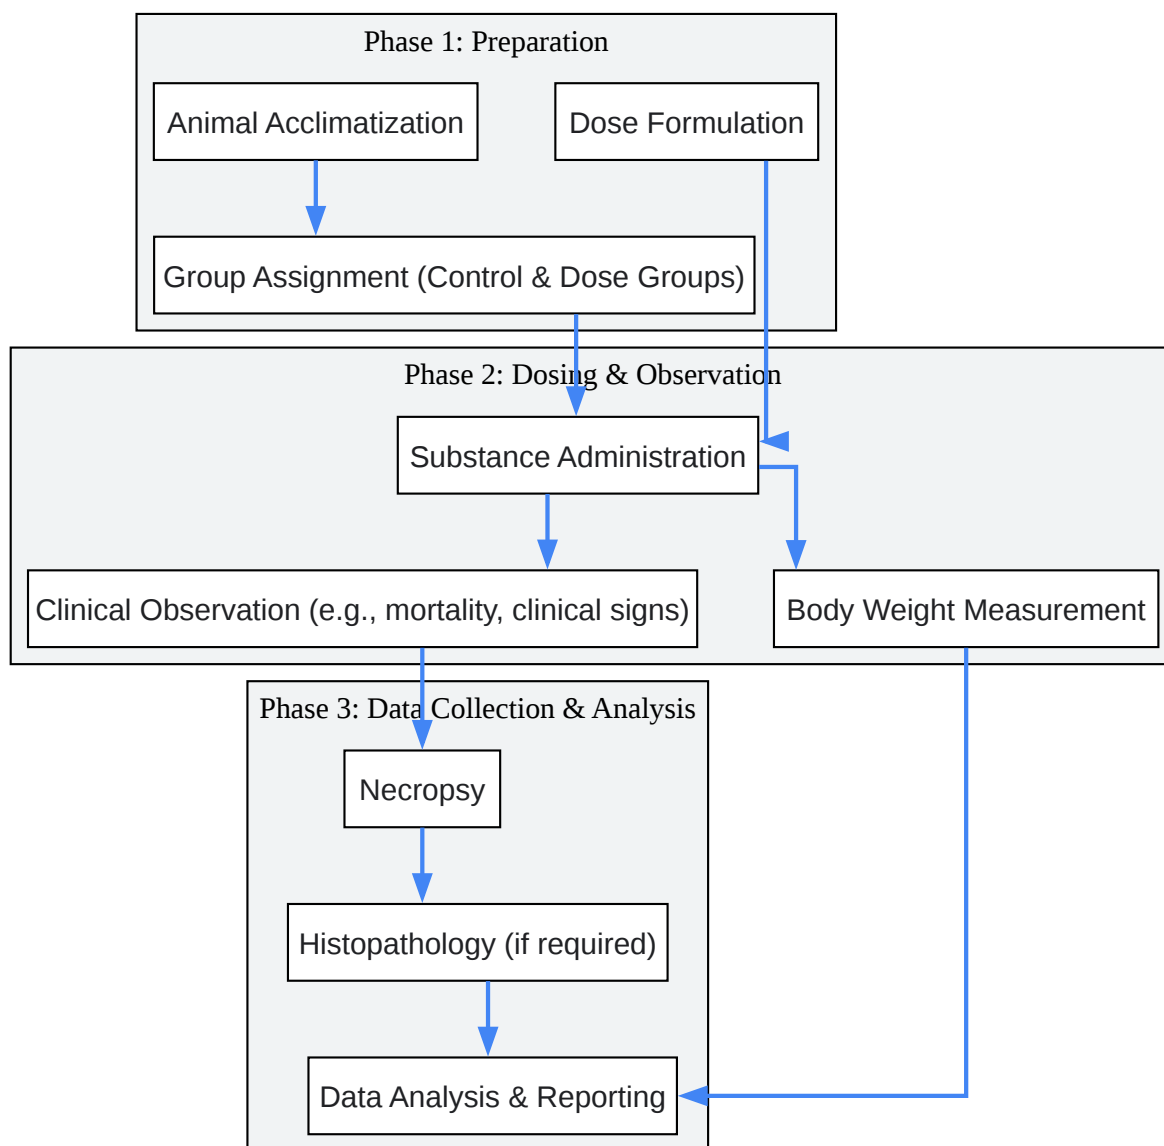 Phase 1: Preparation
Animal Acclimatization
Dose Formulation
Group Assignment (Control & Dose Groups)
Phase 2: Dosing & Observation
Substance Administration
Clinical Observation (e.g., mortality, clinical signs)
Body Weight Measurement
Phase 3: Data Collection & Analysis
Necropsy
Histopathology (if required)
Data Analysis & Reporting